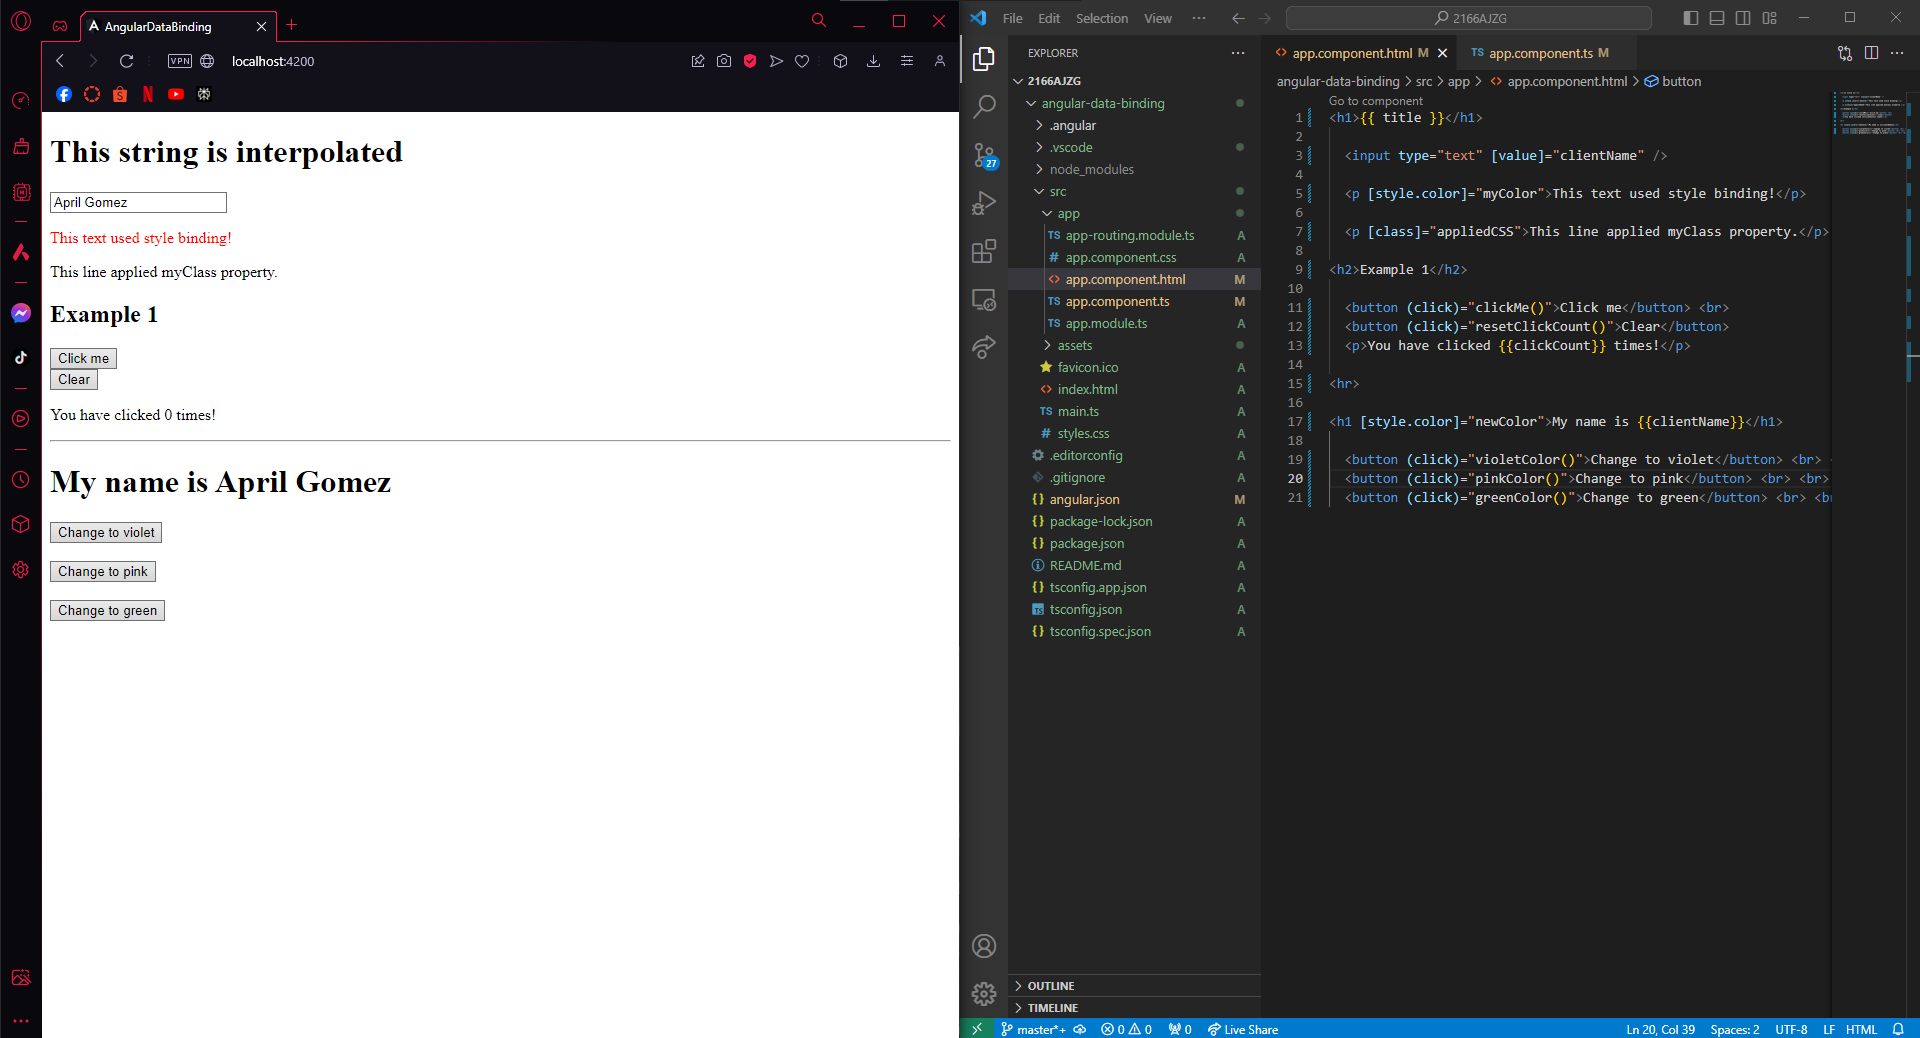 AngularDataBinding
VPN
localhost:4200
This string is interpolated
April Gomez
This text used style binding!
This line applied myClass property.
Example 1
Click me
Clear
You have clicked 0 times!
My name is April Gomez
Change to violet
Change to pink
Change to green
File Edit Selection View ···
2166AJZG
EXPLORER
2166AJZG
angular-data-binding
.angular
.vscode
node_modules
src
app
TS app-routing.module.ts A
# app.component.css A
<> app.component.html M
TS app.component.ts M
TS app.module.ts A
assets
favicon.ico A
<> index.html A
TS main.ts A
# styles.css A
.editorconfig A
.gitignore A
{} angular.json M
{} package-lock.json A
{} package.json A
README.md A
{} tsconfig.app.json A
TS tsconfig.json A
{} tsconfig.spec.json A
OUTLINE
TIMELINE
27
<> app.component.html M
TS app.component.ts M
angular-data-binding > src > app > <> app.component.html > button
Go to component
1 <h1>{{ title }}</h1>
2
3 <input type="text" [value]="clientName" />
4
5 <p [style.color]="myColor">This text used style binding!</p>
6
7 <p [class]="appliedCSS">This line applied myClass property.</p>
8
9 <h2>Example 1</h2>
10
11 <button (click)="clickMe()">Click me</button> <br>
12 <button (click)="resetClickCount()">Clear</button>
13 <p>You have clicked {{clickCount}} times!</p>
14
15 <hr>
16
17 <h1 [style.color]="newColor">My name is {{clientName}}</h1>
18
19 <button (click)="violetColor()">Change to violet</button> <br> <
20 <button (click)="pinkColor()">Change to pink</button> <br> <br>
21 <button (click)="greenColor()">Change to green</button> <br> <br
master*+ 0 0 0 Live Share
Ln 20, Col 39 Spaces: 2 UTF-8 LF HTML